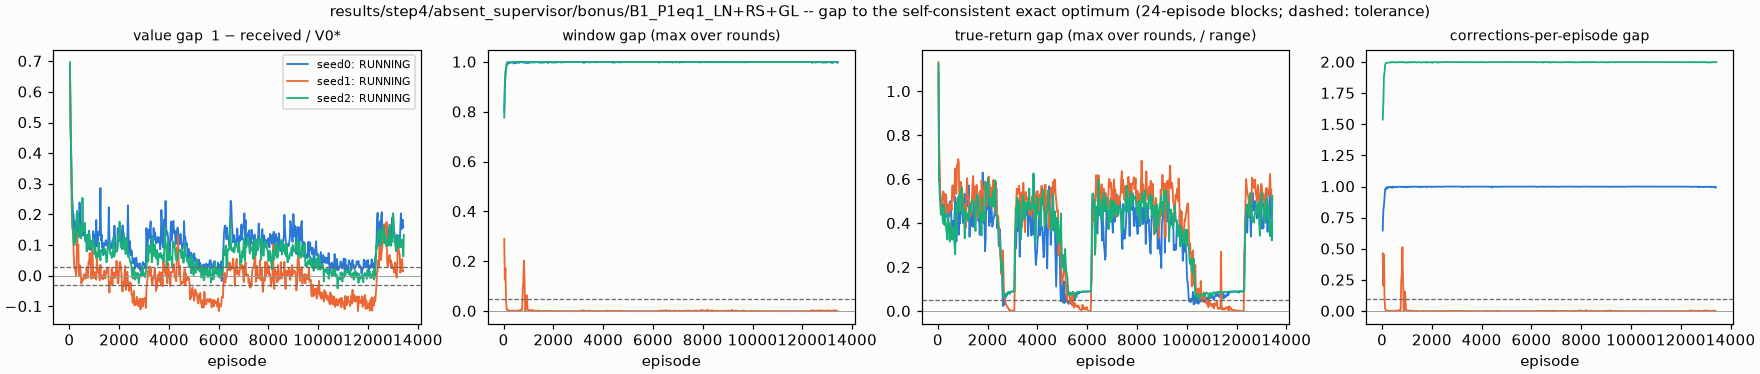 results/step4/absent_supervisor/bonus/B1_P1eq1_LN+RS+GL -- gap to the self-consistent exact optimum (24-episode blocks; dashed: tolerance)
value gap 1 − received / V0*
0.7
0.6
0.5
0.4
0.3
0.2
0.1
0.0
−0.1
seed0: RUNNING
seed1: RUNNING
seed2: RUNNING
0 2000 4000 6000 8000 10000 12000 14000
episode
window gap (max over rounds)
1.0
0.8
0.6
0.4
0.2
0.0
0 2000 4000 6000 8000 10000 12000 14000
episode
true-return gap (max over rounds, / range)
1.0
0.8
0.6
0.4
0.2
0.0
0 2000 4000 6000 8000 10000 12000 14000
episode
corrections-per-episode gap
2.00
1.75
1.50
1.25
1.00
0.75
0.50
0.25
0.00
0 2000 4000 6000 8000 10000 12000 14000
episode